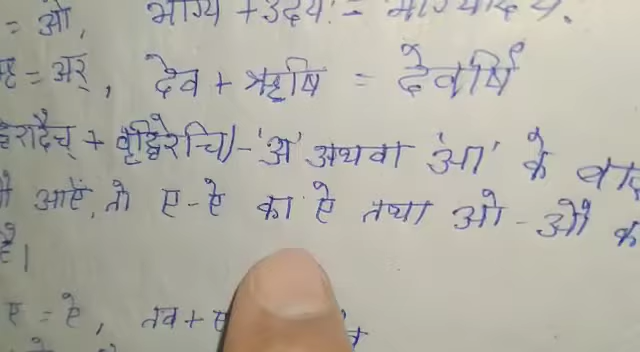 = ओ, भाग्य + उदयः = भाग्योदय.
= अर्, देव + ऋषि = देवर्षि
+ वृद्धिरेचि) - 'अ' अथवा 'आ' के बाद
आएँ, तो ए - ऐ का ऐ तथा ओ - औ क
है।
ए = ऐ, तव +